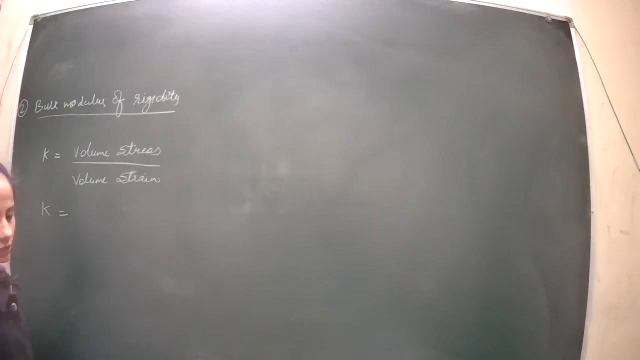 ② Bulk modulus of rigidity
K = Volume stress
Volume strain
K =